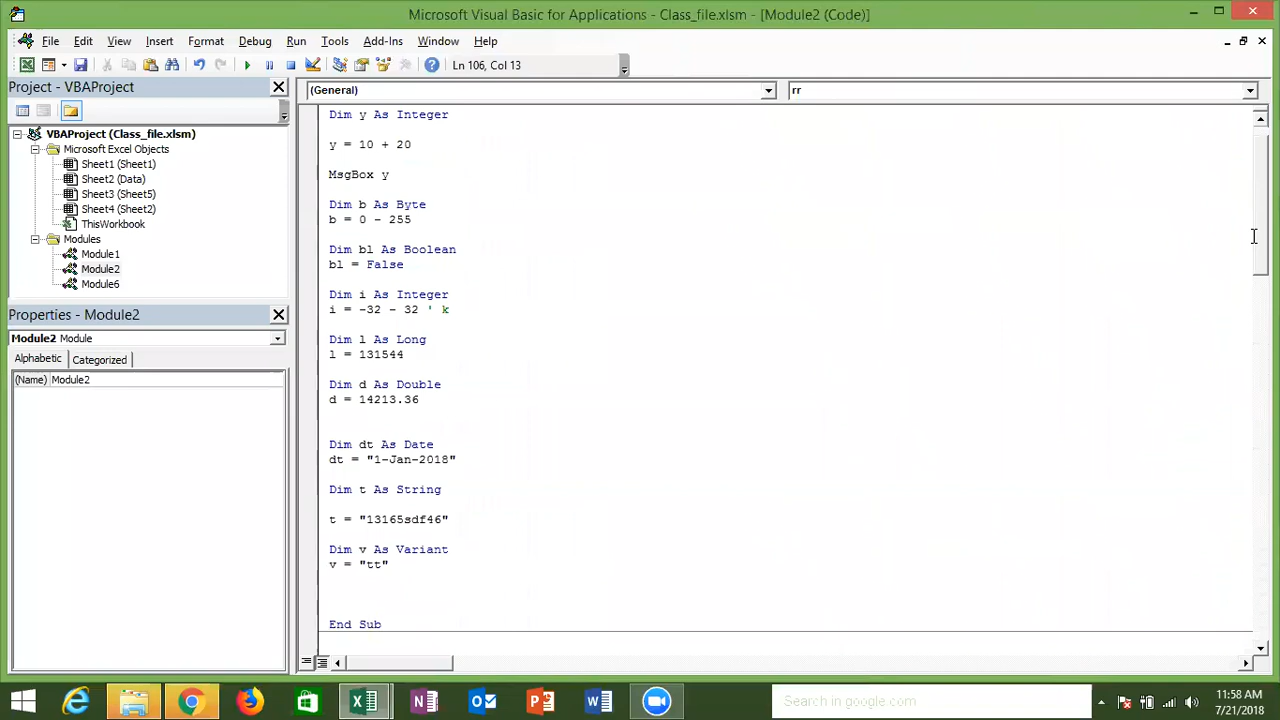 Microsoft Visual Basic for Applications - Class_file.xlsm - [Module2 (Code)]
File Edit View Insert Format Debug Run Tools Add-Ins Window Help
Ln 106, Col 13
Project - VBAProject
VBAProject (Class_file.xlsm)
Microsoft Excel Objects
Sheet1 (Sheet1)
Sheet2 (Data)
Sheet3 (Sheet5)
Sheet4 (Sheet2)
ThisWorkbook
Modules
Module1
Module2
Module6
Properties - Module2
Module2 Module
Alphabetic Categorized
(Name) Module2
(General) rr
Dim y As Integer
y = 10 + 20
MsgBox y
Dim b As Byte
b = 0 - 255
Dim bl As Boolean
bl = False
Dim i As Integer
i = -32 - 32 ' k
Dim l As Long
l = 131544
Dim d As Double
d = 14213.36
Dim dt As Date
dt = "1-Jan-2018"
Dim t As String
t = "13165sdf46"
Dim v As Variant
v = "tt"
End Sub
Search in google.com
11:58 AM
7/21/2018